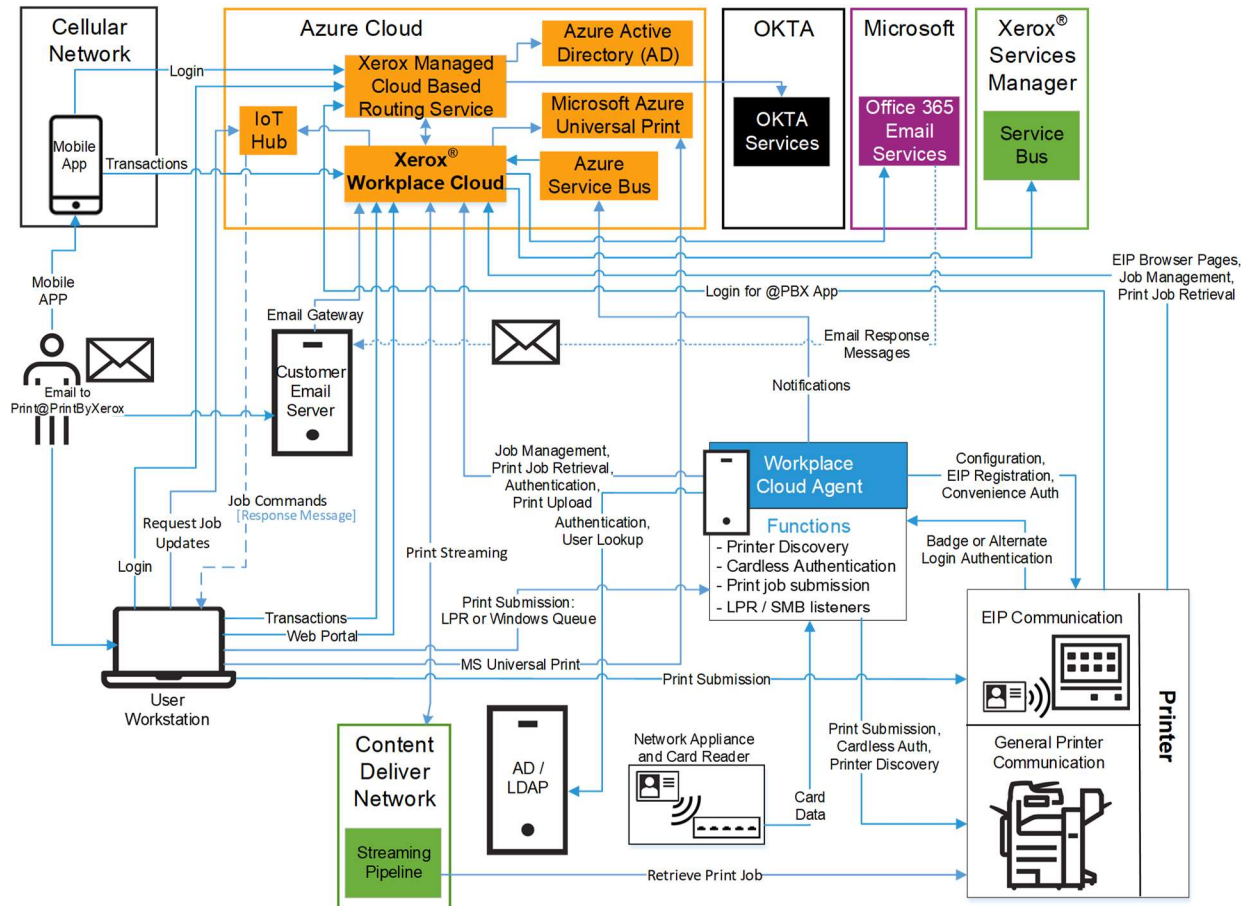 Cellular
Network
Mobile
App
Azure Cloud
Xerox Managed
Cloud Based
Routing Service
Azure Active
Directory (AD)
Microsoft Azure
Universal Print
IoT
Hub
Xerox®
Workplace Cloud
Azure
Service Bus
OKTA
OKTA
Services
Microsoft
Office 365
Email
Services
Xerox®
Services
Manager
Service
Bus
Login
Transactions
Mobile
APP
Email to
Print@PrintByXerox
Email Gateway
Customer
Email
Server
Login for @PBX App
EIP Browser Pages,
Job Management,
Print Job Retrieval
Email Response
Messages
Notifications
Job Management,
Print Job Retrieval,
Authentication,
Print Upload
Authentication,
User Lookup
Workplace
Cloud Agent
Functions
- Printer Discovery
- Cardless Authentication
- Print job submission
- LPR / SMB listeners
Configuration,
EIP Registration,
Convenience Auth
Badge or Alternate
Login Authentication
Job Commands
[Response Message]
Request Job
Updates
Login
Print Streaming
Transactions
Web Portal
Print Submission:
LPR or Windows Queue
MS Universal Print
Print Submission
User
Workstation
EIP Communication
General Printer
Communication
Printer
Print Submission,
Cardless Auth,
Printer Discovery
Content
Deliver
Network
Streaming
Pipeline
AD /
LDAP
Network Appliance
and Card Reader
Card
Data
Retrieve Print Job